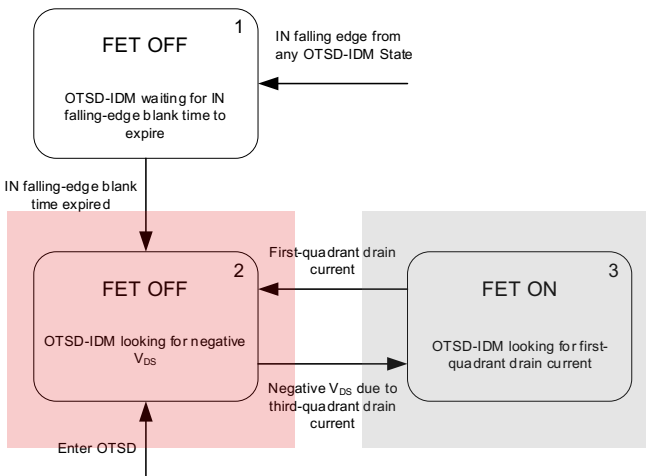 1
FET OFF
OTSD-IDM waiting for IN
falling-edge blank time to
expire
IN falling edge from
any OTSD-IDM State
IN falling-edge blank
time expired
2
FET OFF
OTSD-IDM looking for negative
VDS
First-quadrant drain
current
Negative VDS due to
third-quadrant drain
current
3
FET ON
OTSD-IDM looking for first-
quadrant drain current
Enter OTSD